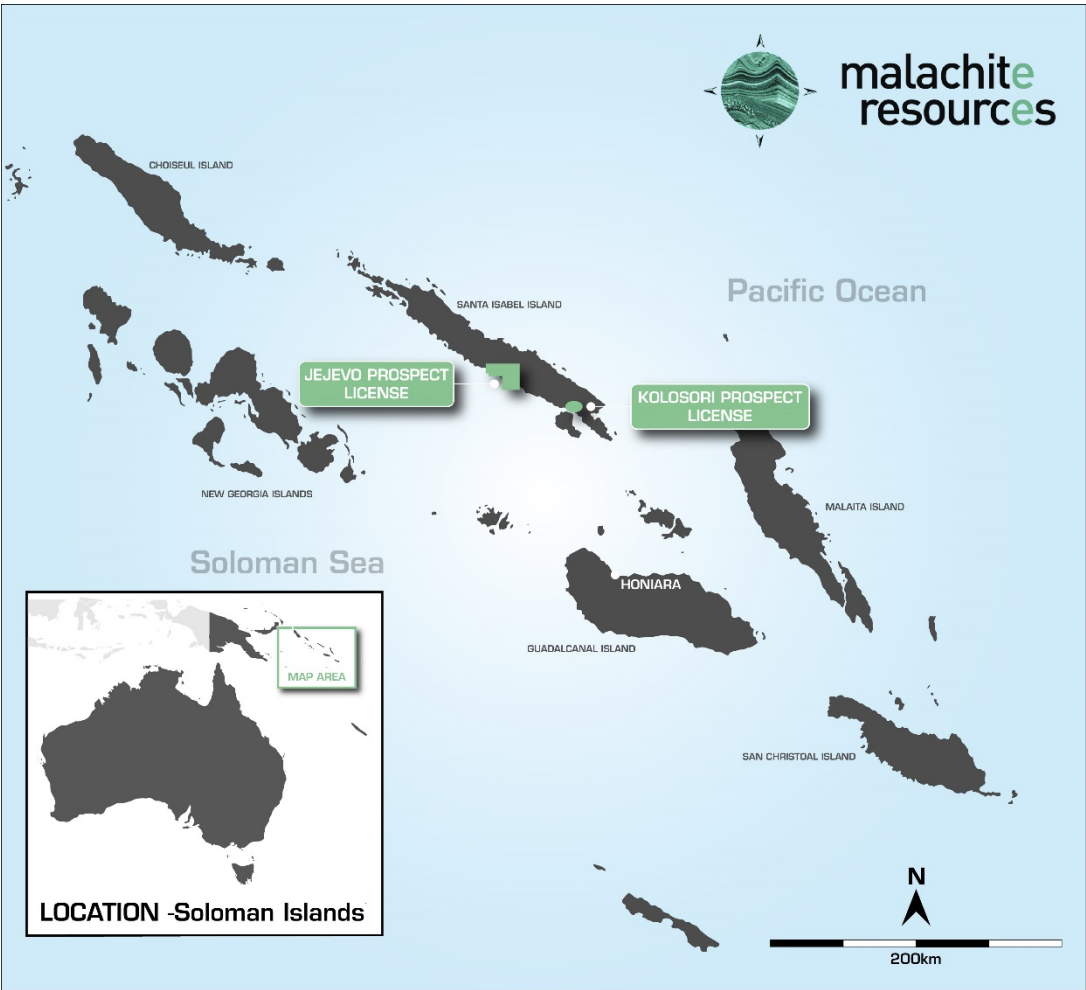 malachite
resources
CHOISEUL ISLAND
SANTA ISABEL ISLAND
Pacific Ocean
JEJEVO PROSPECT
LICENSE
KOLOSORI PROSPECT
LICENSE
NEW GEORGIA ISLANDS
MALAITA ISLAND
Soloman Sea
HONIARA
GUADALCANAL ISLAND
MAP AREA
SAN CHRISTOAL ISLAND
LOCATION -Soloman Islands
N
200km